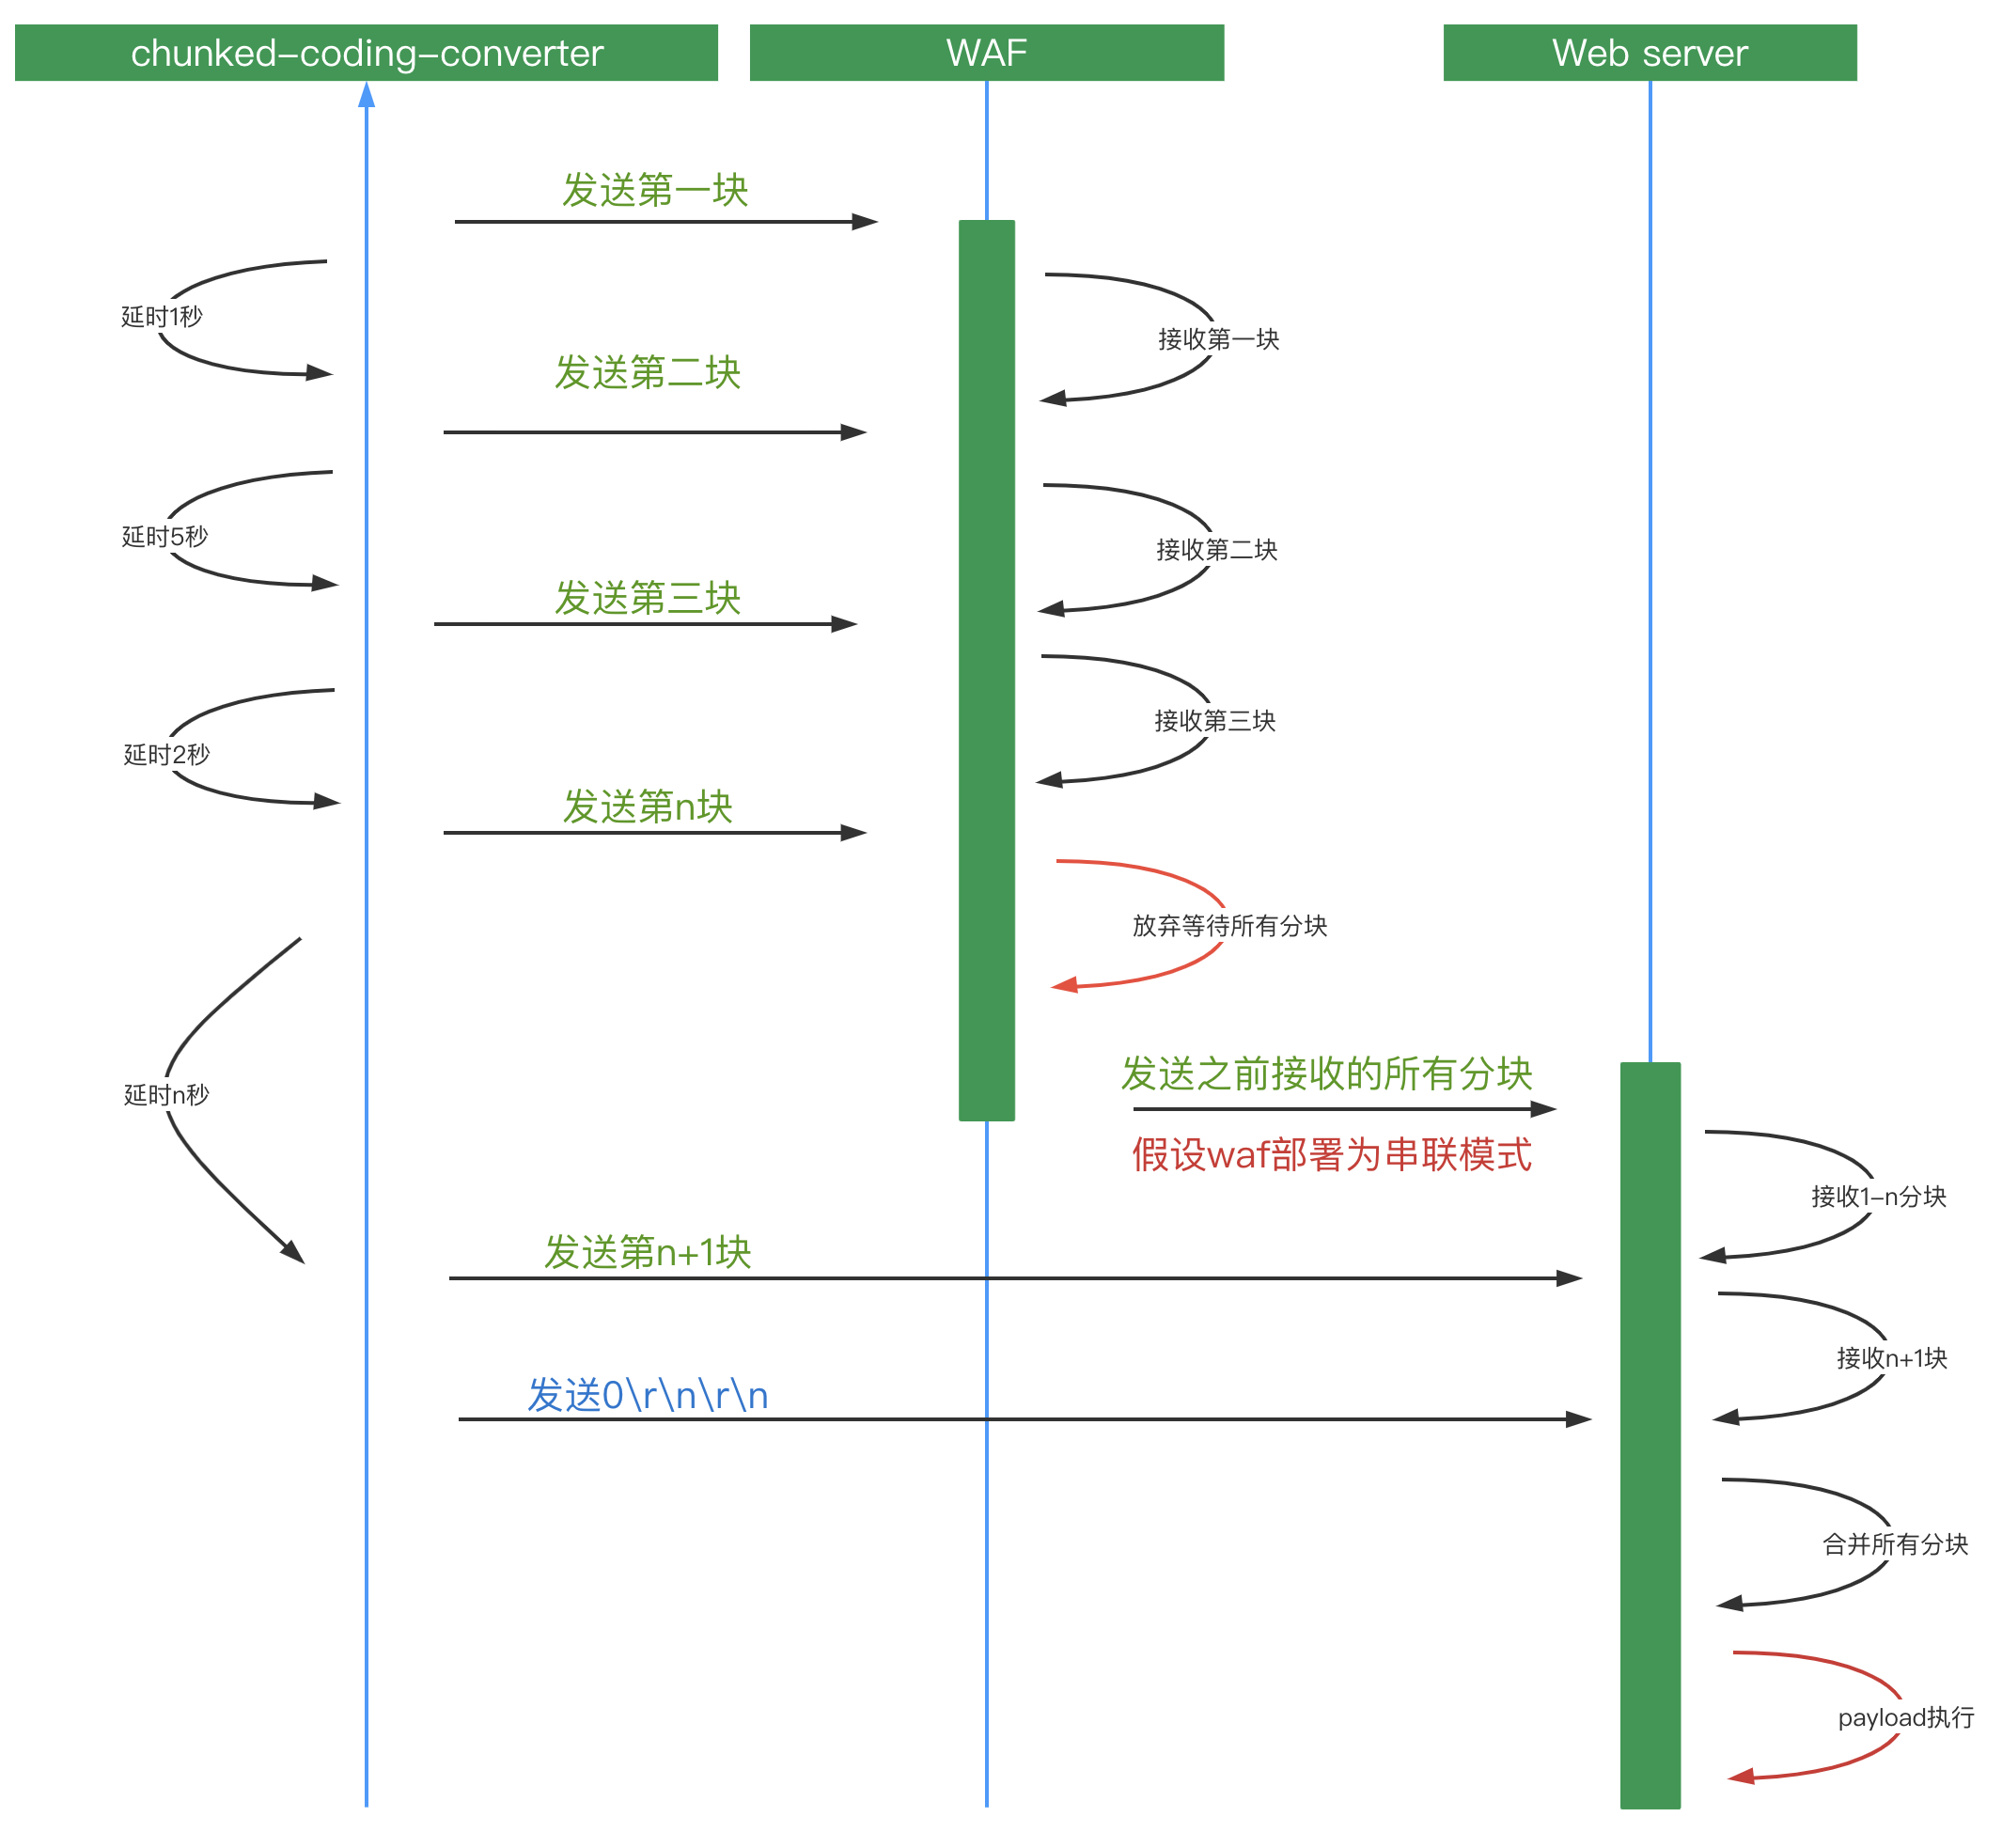 chunked-coding-converter
WAF
Web server
发送第一块
延时1秒
接收第一块
发送第二块
延时5秒
接收第二块
发送第三块
接收第三块
延时2秒
发送第n块
放弃等待所有分块
发送之前接收的所有分块
延时n秒
假设waf部署为串联模式
接收1-n分块
发送第n+1块
接收n+1块
发送0\r\n\r\n
合并所有分块
payload执行